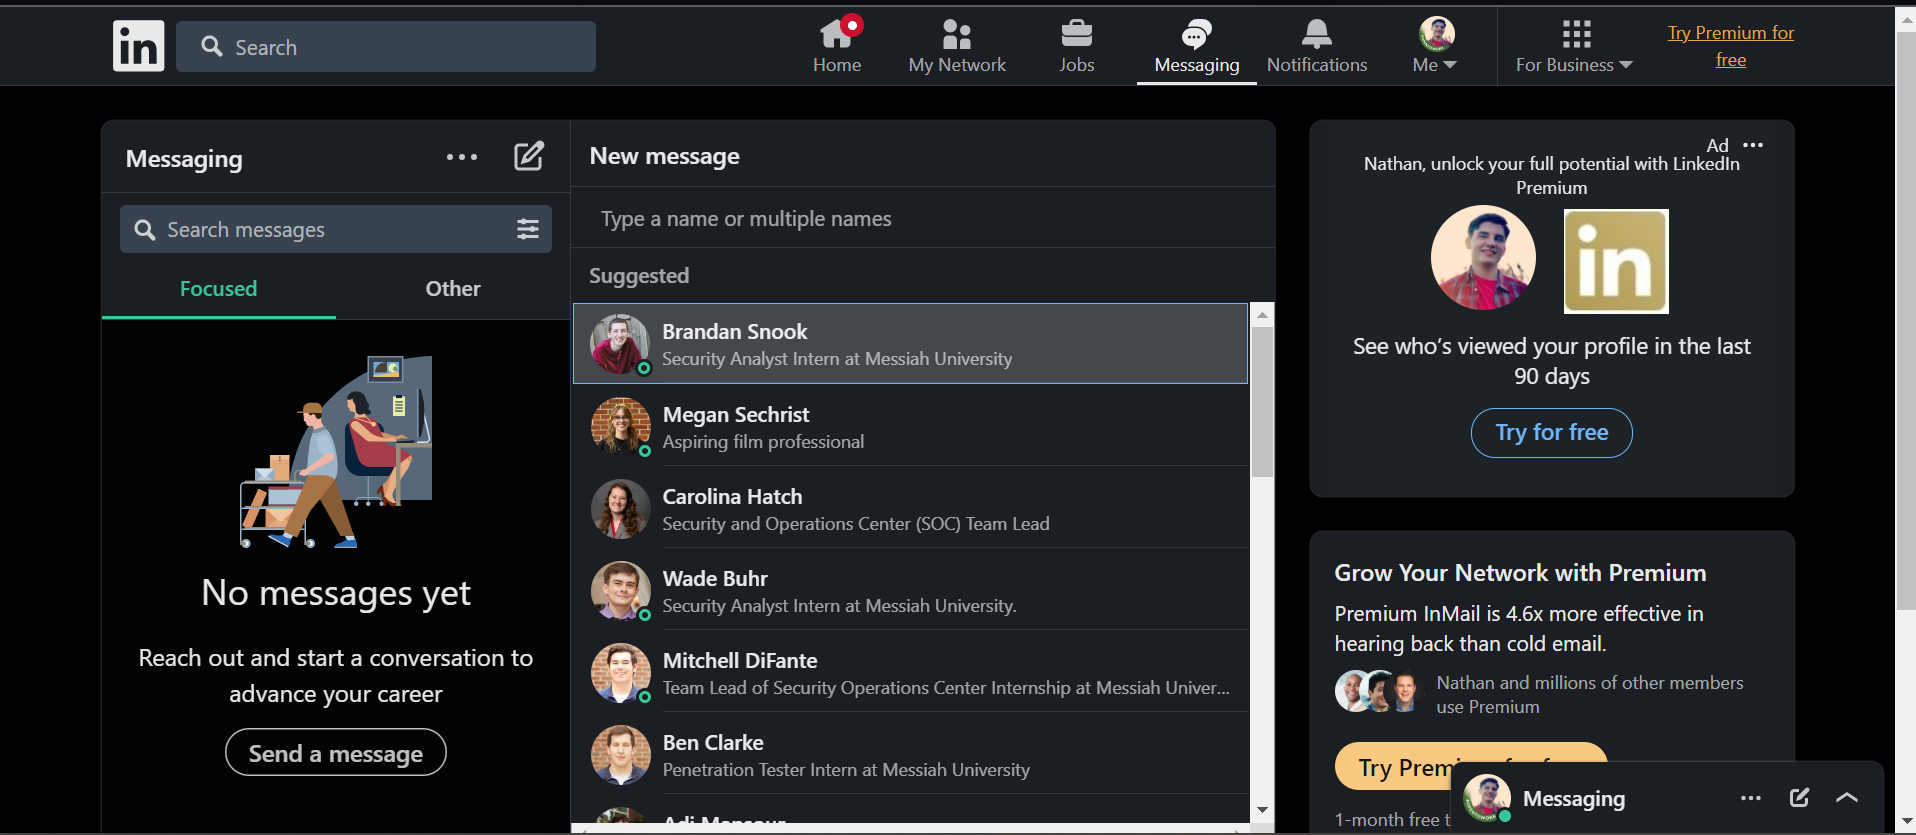 in
Search
Home
My Network
Jobs
Messaging
Notifications
Me
For Business
Try Premium for
free
Messaging
Search messages
Focused
Other
No messages yet
Reach out and start a conversation to
advance your career
Send a message
New message
Type a name or multiple names
Suggested
Brandan Snook
Security Analyst Intern at Messiah University
Megan Sechrist
Aspiring film professional
Carolina Hatch
Security and Operations Center (SOC) Team Lead
Wade Buhr
Security Analyst Intern at Messiah University.
Mitchell DiFante
Team Lead of Security Operations Center Internship at Messiah Univer...
Ben Clarke
Penetration Tester Intern at Messiah University
Adi Mansour
Ad
Nathan, unlock your full potential with LinkedIn
Premium
in
See who's viewed your profile in the last
90 days
Try for free
Grow Your Network with Premium
Premium InMail is 4.6x more effective in
hearing back than cold email.
Nathan and millions of other members
use Premium
Try Prem
1-month free t
Messaging